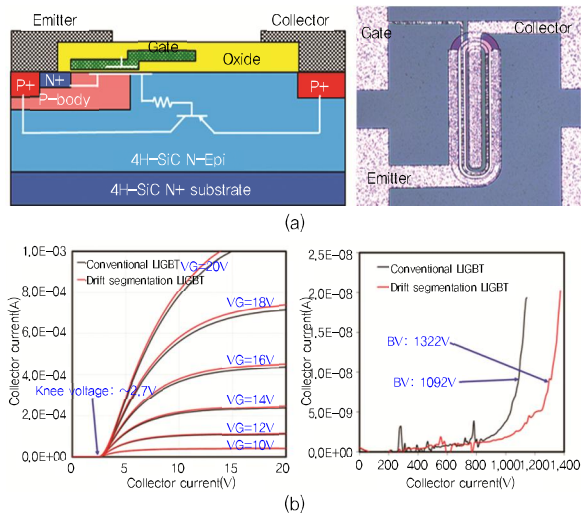 Emitter
Collector
Gate
Oxide
P+
N+
P-body
P+
4H-SiC N-Epi
4H-SiC N+ substrate
Gate
Collector
Emitter
(a)
Collector current(A)
1,0E-03
8,0E-04
6,0E-04
4,0E-04
2,0E-04
0,0E+00
0
5
10
15
20
Collector current(V)
Conventional LIGBT
Drift segmentation LIGBT
VG=20V
VG=18V
VG=16V
VG=14V
VG=12V
VG=10V
Knee voltage: ~2.7V
Collector current(A)
2,5E-08
2,0E-08
1,5E-08
1,0E-08
5,0E-09
0,0E+00
0
200
400
600
800
1,000
1,200
1,400
Collector current(V)
Conventional LIGBT
Drift segmentation LIGBT
BV: 1322V
BV: 1092V
(b)